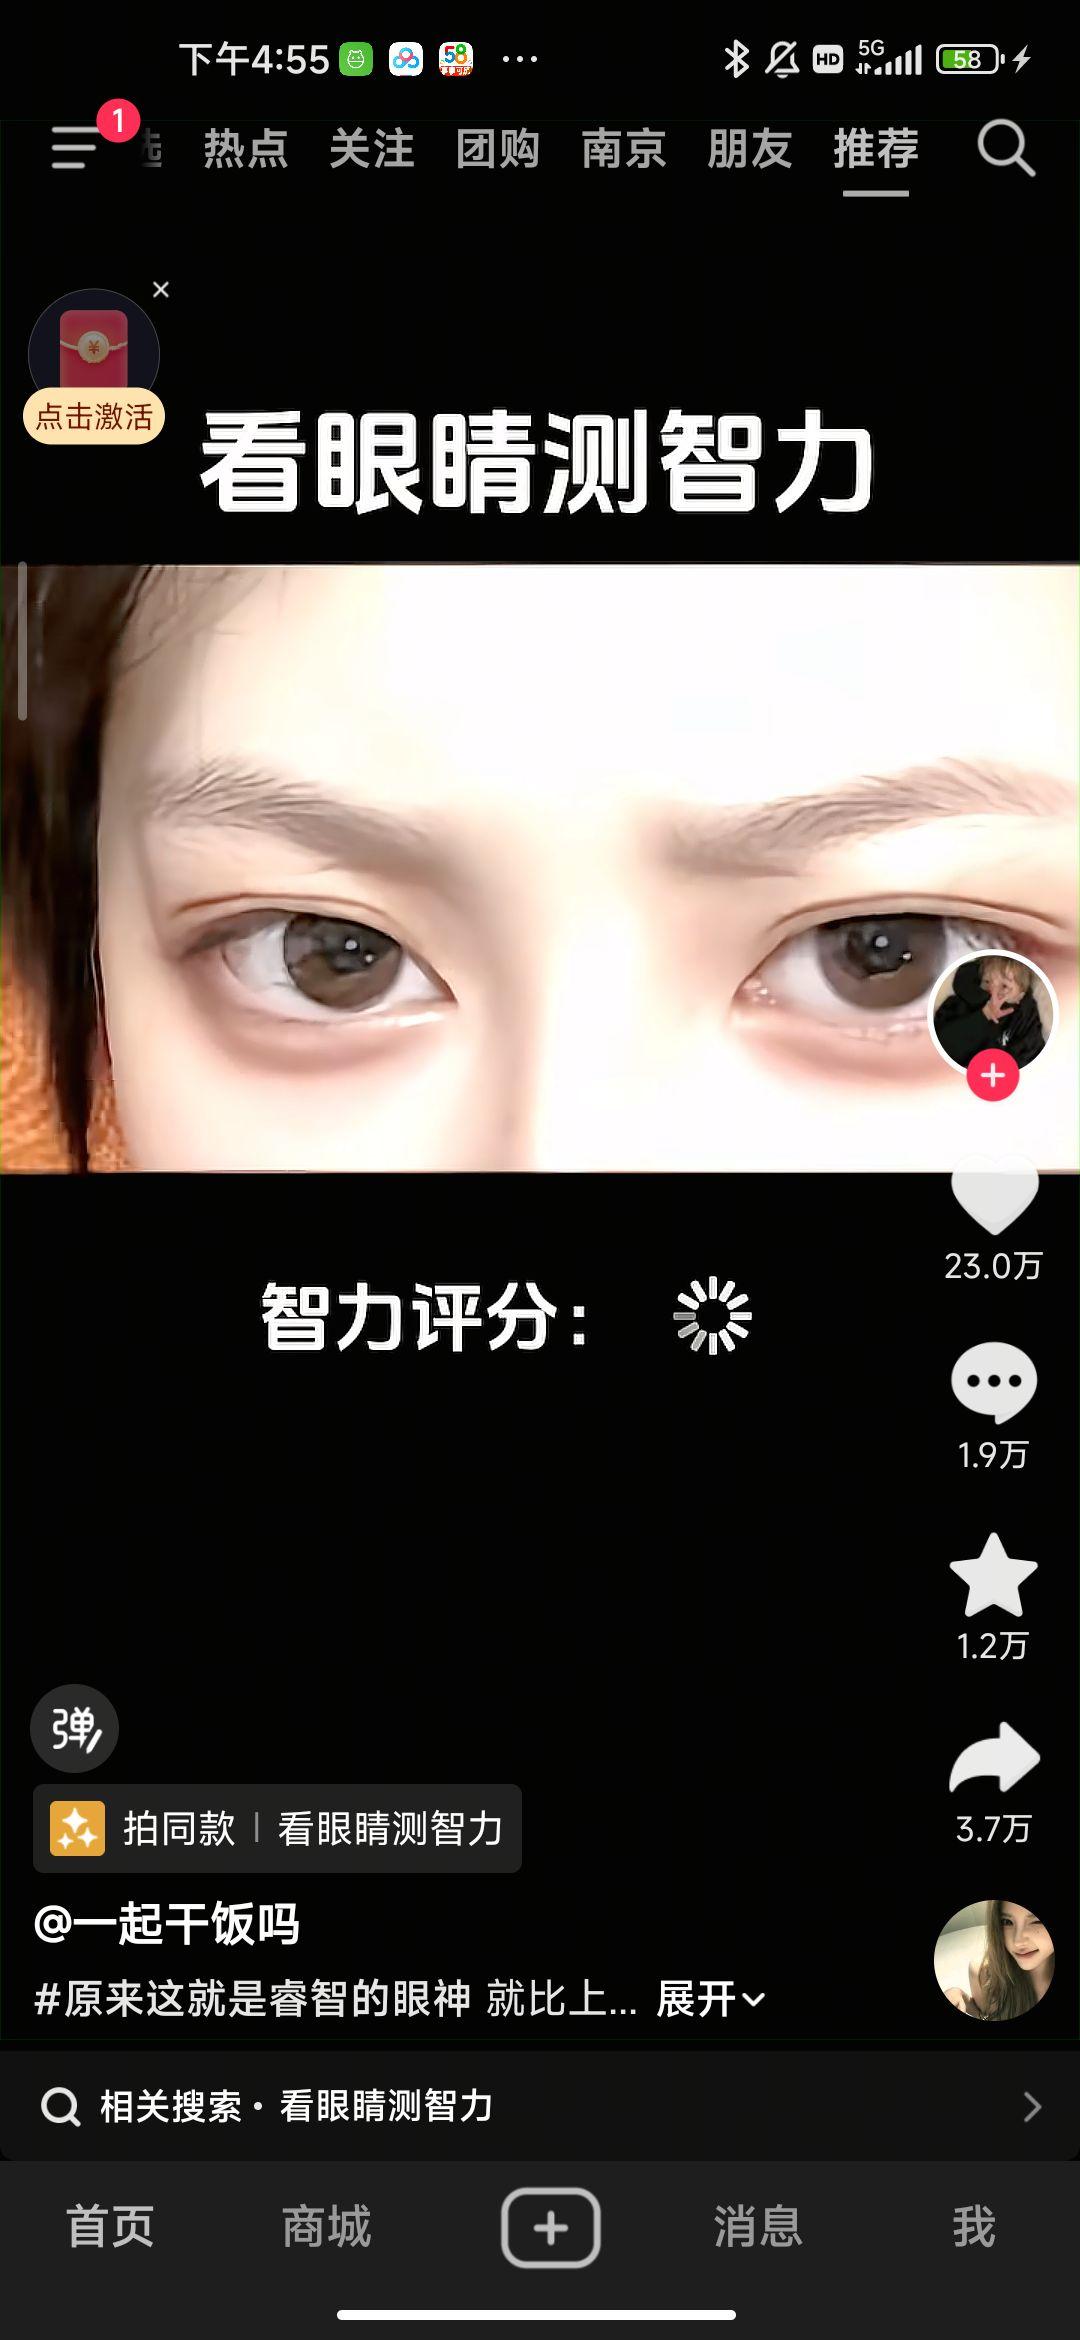 下午4:55 58 ... HD 5G 58
1
热点 关注 团购 南京 朋友 推荐
点击激活
看眼睛测智力
23.0万
智力评分：
1.9万
1.2万
弹
3.7万
拍同款 | 看眼睛测智力
@一起干饭吗
#原来这就是睿智的眼神 就比上... 展开
相关搜索 · 看眼睛测智力
首页 商城 消息 我